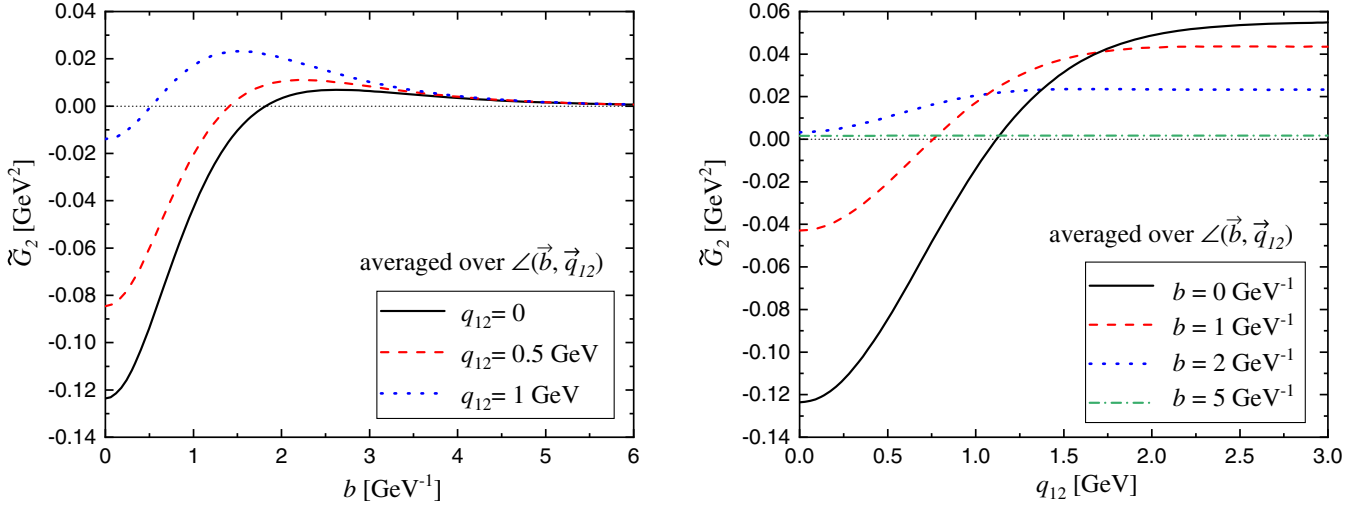 0.04
0.02
0.00
-0.02
-0.04
-0.06
-0.08
-0.10
-0.12
-0.14
G̃₂ [GeV²]
averaged over ∠(b⃗, q⃗₁₂)
q₁₂= 0
q₁₂= 0.5 GeV
q₁₂= 1 GeV
0 1 2 3 4 5 6
b [GeV⁻¹]
0.06
0.04
0.02
0.00
-0.02
-0.04
-0.06
-0.08
-0.10
-0.12
-0.14
G̃₂ [GeV²]
averaged over ∠(b⃗, q⃗₁₂)
b = 0 GeV⁻¹
b = 1 GeV⁻¹
b = 2 GeV⁻¹
b = 5 GeV⁻¹
0.0 0.5 1.0 1.5 2.0 2.5 3.0
q₁₂ [GeV]